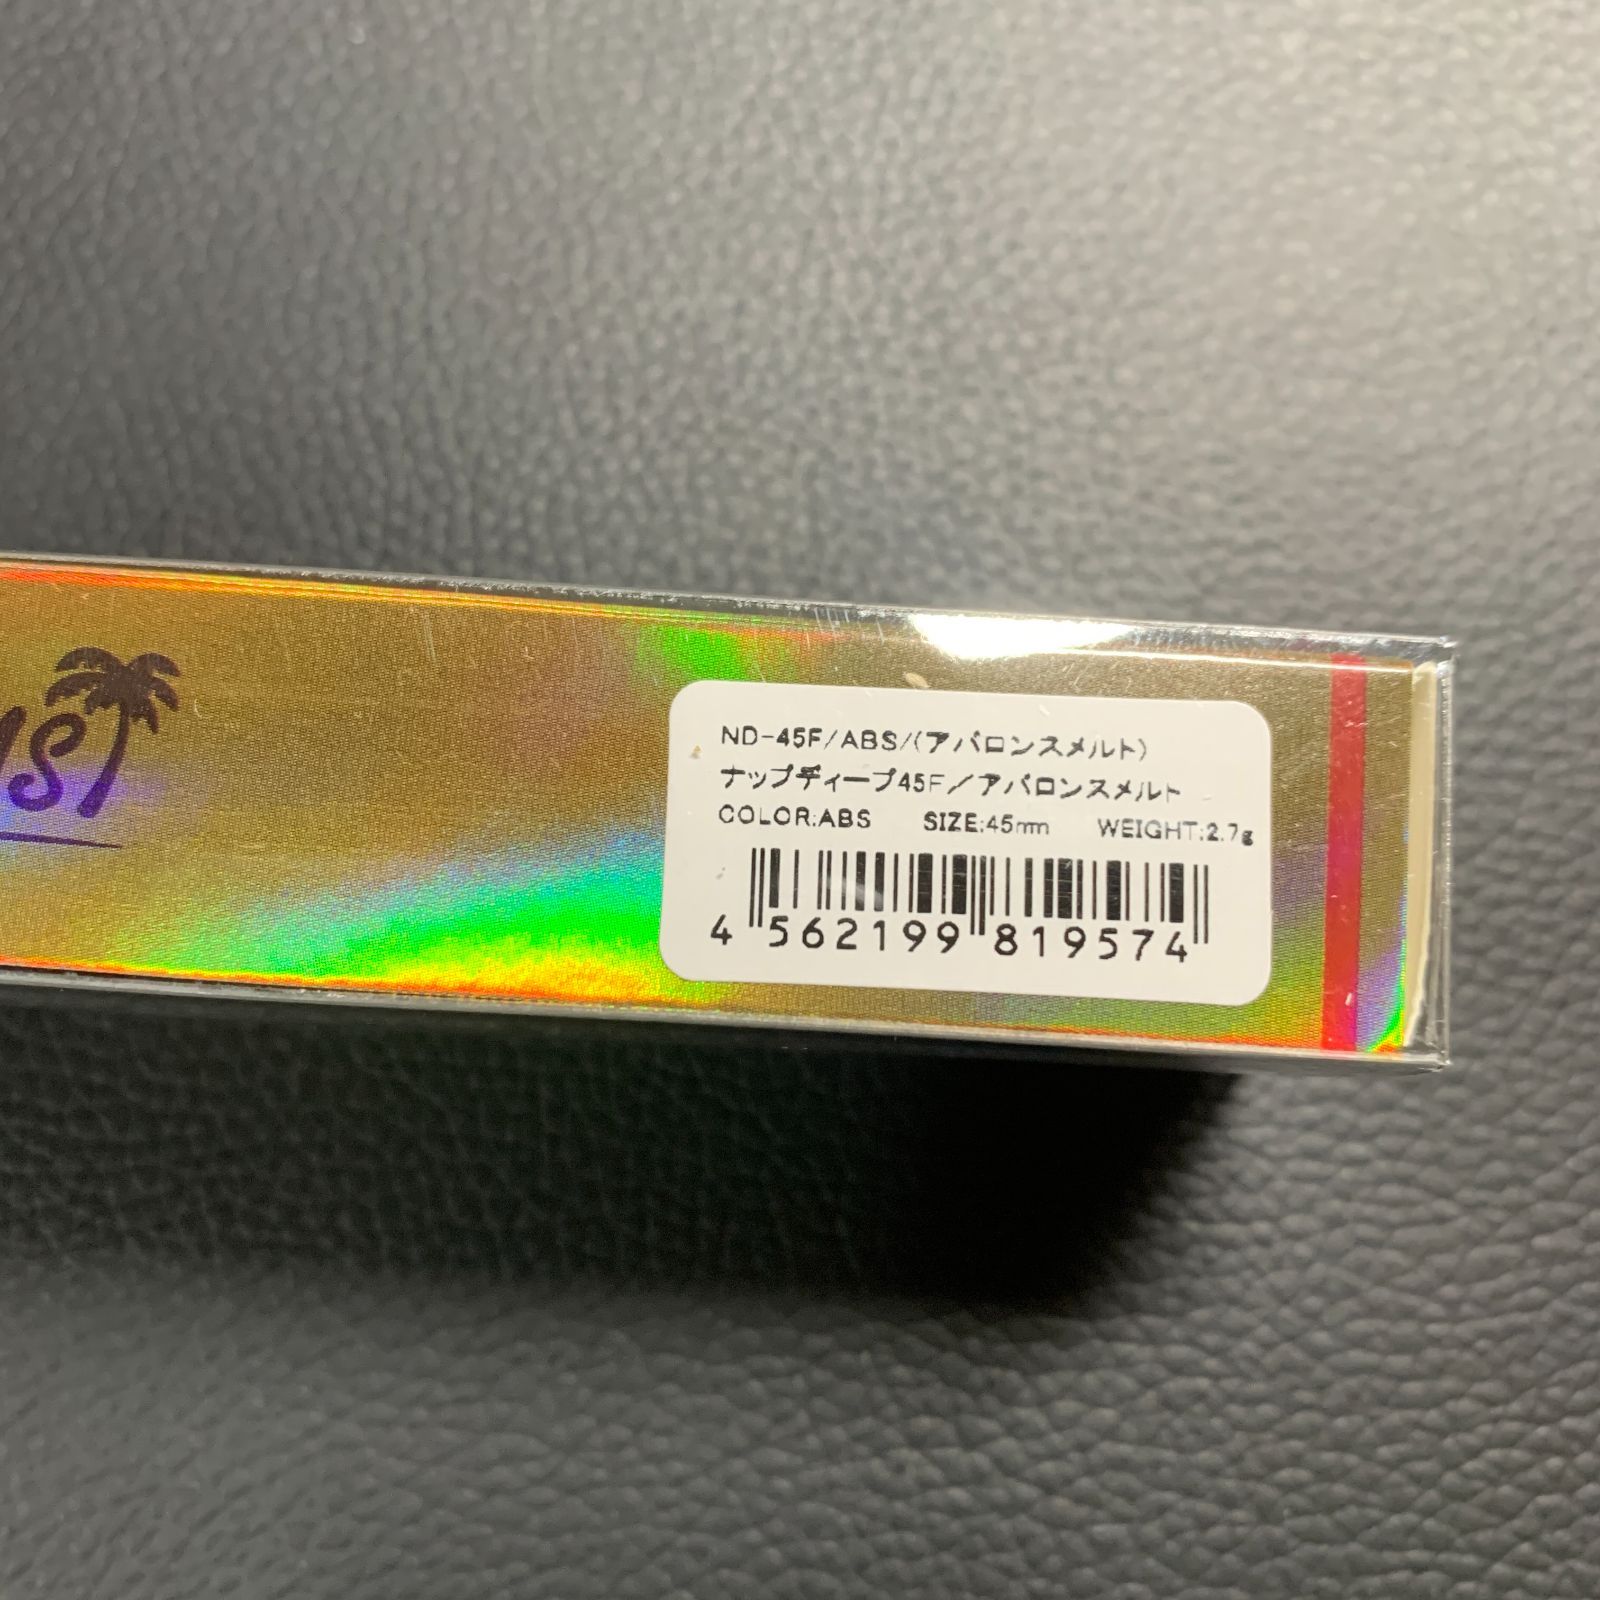 ND-45F/ABS/(アバロンスメルト)
ナップディープ45F/アバロンスメルト
COLOR:ABS SIZE:45mm WEIGHT:2.7g
4 562199 819574